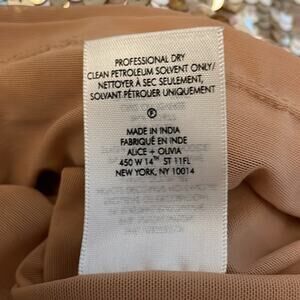 PROFESSIONAL DRY
CLEAN PETROLEUM SOLVENT ONLY/
NETTOYER À SEC SEULEMENT,
SOLVANT PÉTROUER UNIQUEMENT
Ⓕ
MADE IN INDIA
FABRIQUÉ EN INDE
ALICE + OLIVIA
450 W 14TH ST 11FL
NEW YORK, NY 10014